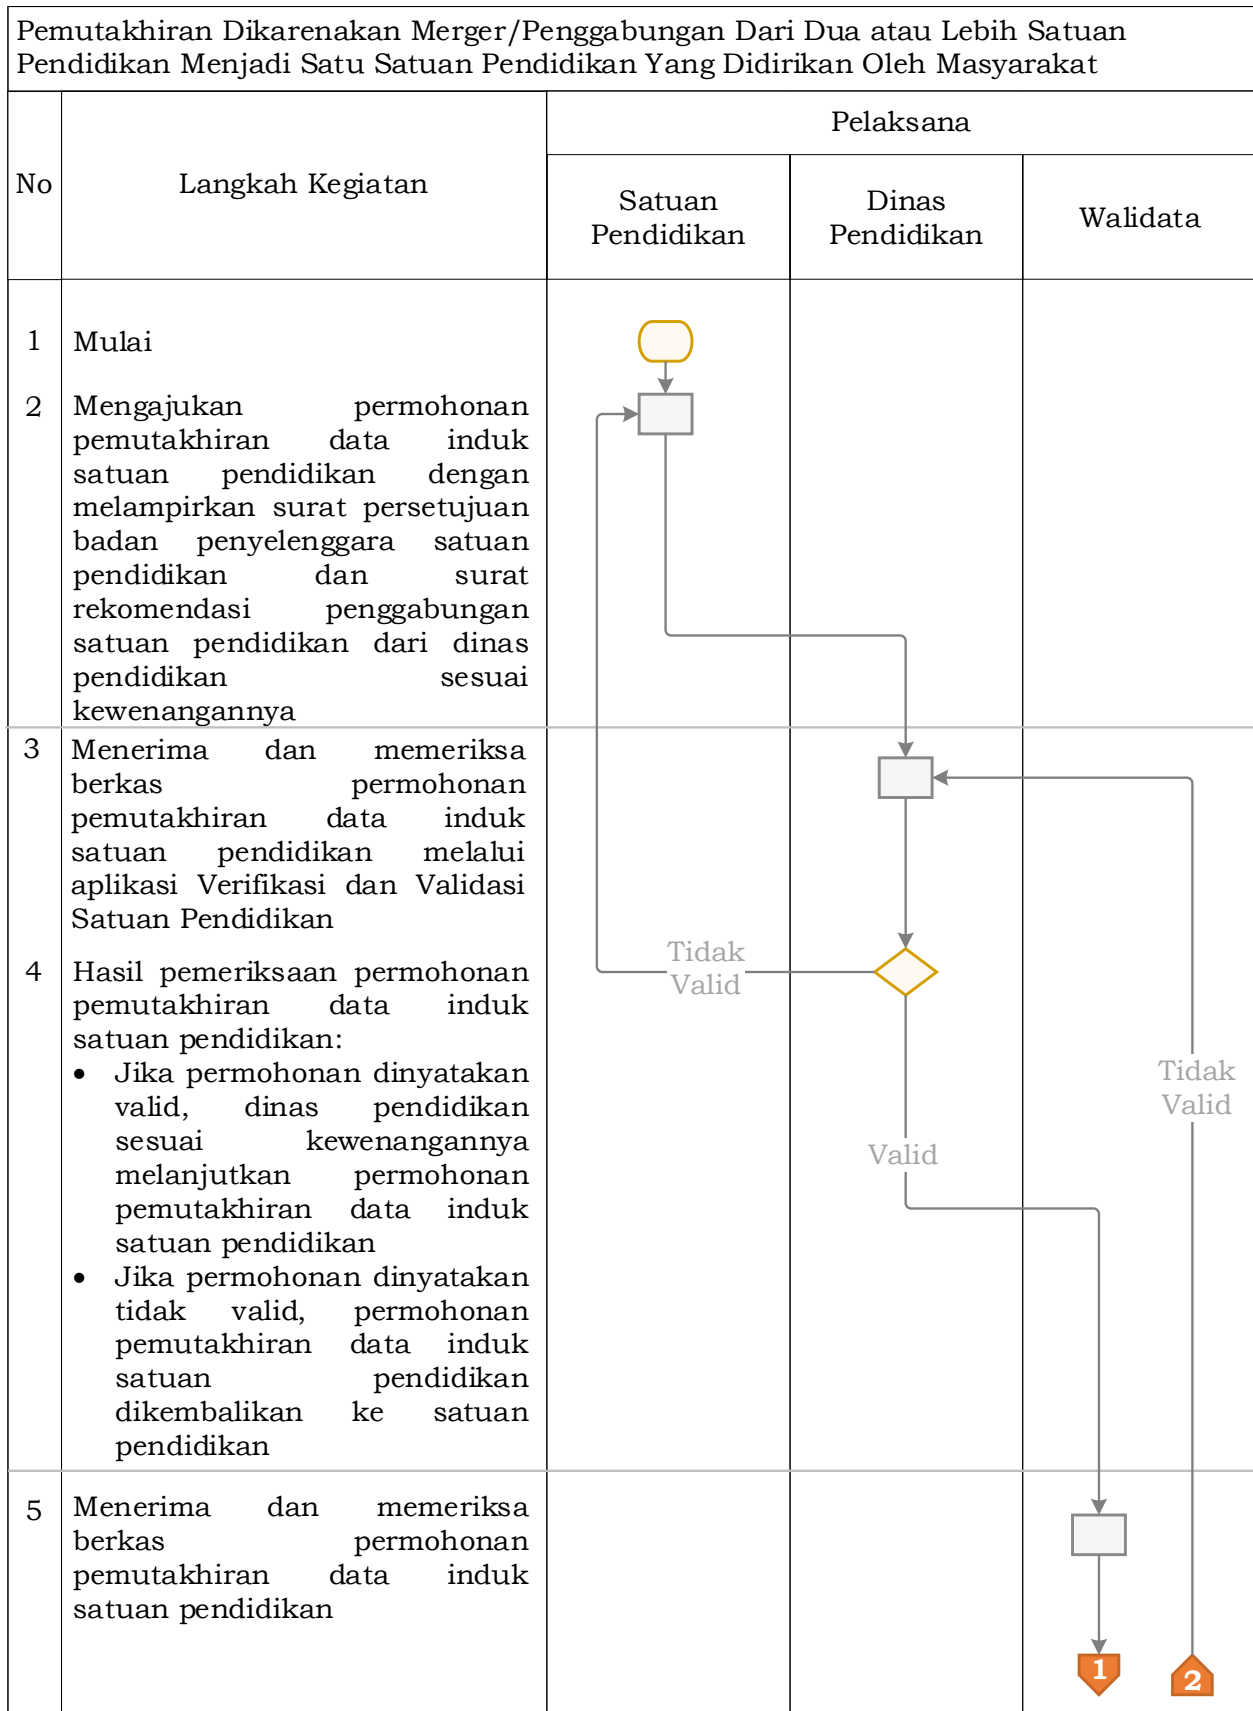 Pemutakhiran Dikarenakan Merger/Penggabungan Dari Dua atau Lebih Satuan
Pendidikan Menjadi Satu Satuan Pendidikan Yang Didirikan Oleh Masyarakat
No
Langkah Kegiatan
Pelaksana
Satuan
Pendidikan
Dinas
Pendidikan
Walidata
1
Mulai
2
Mengajukan permohonan
pemutakhiran data induk
satuan pendidikan dengan
melampirkan surat persetujuan
badan penyelenggara satuan
pendidikan dan surat
rekomendasi penggabungan
satuan pendidikan dari dinas
pendidikan sesuai
kewenangannya
3
Menerima dan memeriksa
berkas permohonan
pemutakhiran data induk
satuan pendidikan melalui
aplikasi Verifikasi dan Validasi
Satuan Pendidikan
4
Hasil pemeriksaan permohonan
pemutakhiran data induk
satuan pendidikan:
• Jika permohonan dinyatakan
valid, dinas pendidikan
sesuai kewenangannya
melanjutkan permohonan
pemutakhiran data induk
satuan pendidikan
• Jika permohonan dinyatakan
tidak valid, permohonan
pemutakhiran data induk
satuan pendidikan
dikembalikan ke satuan
pendidikan
Tidak
Valid
Valid
Tidak
Valid
5
Menerima dan memeriksa
berkas permohonan
pemutakhiran data induk
satuan pendidikan
1
2